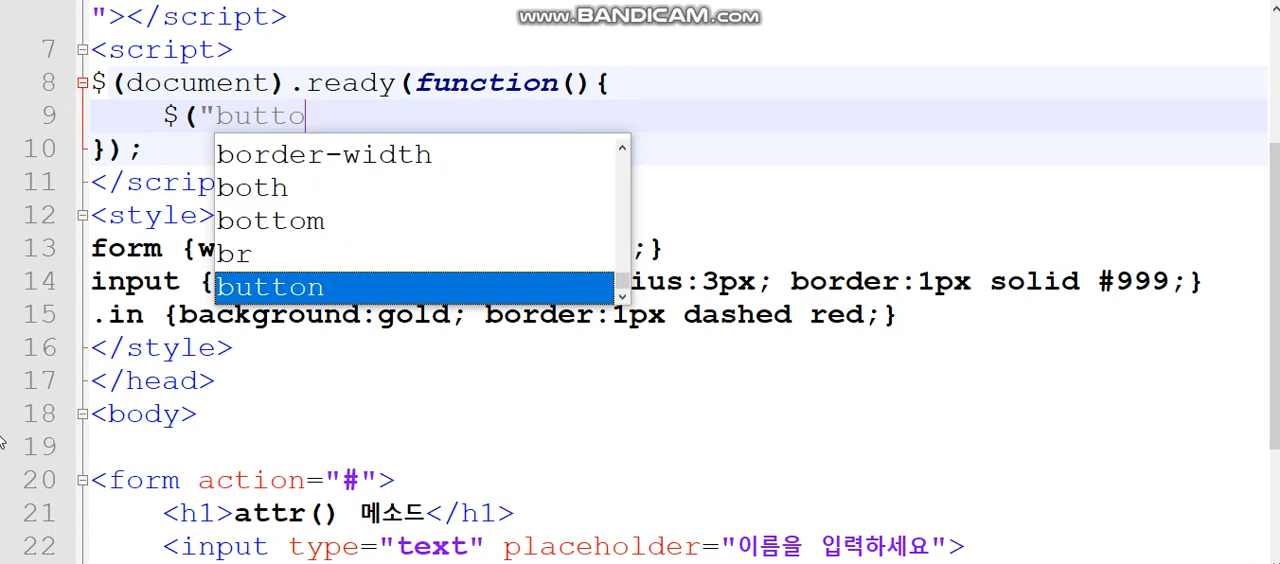 www.BANDICAM.com
"></script>
7 <script>
8 $(document).ready(function(){
9 $("butto
border-width
10 });
11 </scrip
both
12 <style>
bottom
13 form {w ;}
br
14 input { ius:3px; border:1px solid #999;}
button
15 .in {background:gold; border:1px dashed red;}
16 </style>
17 </head>
18 <body>
19
20 <form action="#">
21 <h1>attr() 메소드</h1>
22 <input type="text" placeholder="이름을 입력하세요">